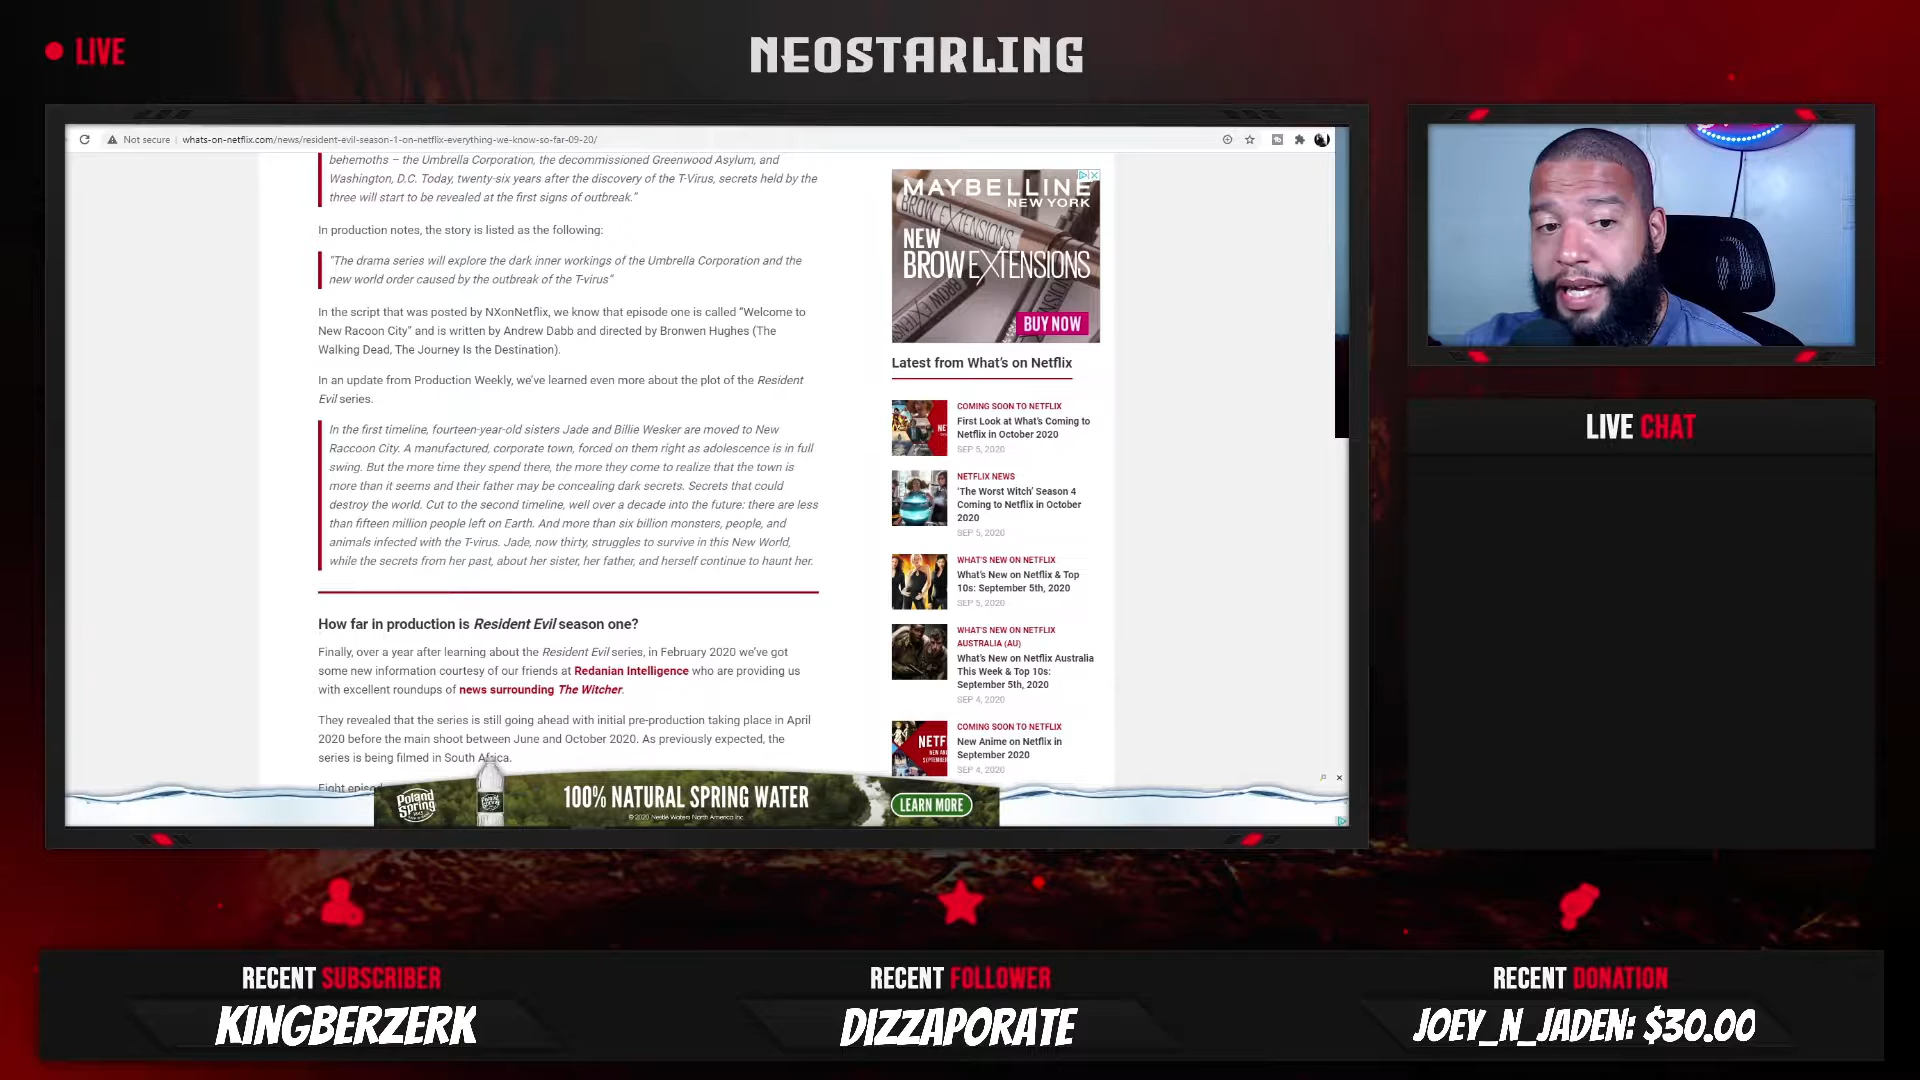 LIVE
NEOSTARLING
Not secure | whats-on-netflix.com/news/resident-evil-season-1-on-netflix-everything-we-know-so-far-09-20/
behemoths – the Umbrella Corporation, the decommissioned Greenwood Asylum, and
Washington, D.C. Today, twenty-six years after the discovery of the T-Virus, secrets held by the
three will start to be revealed at the first signs of outbreak.”
In production notes, the story is listed as the following:
“The drama series will explore the dark inner workings of the Umbrella Corporation and the
new world order caused by the outbreak of the T-virus”
In the script that was posted by NXonNetflix, we know that episode one is called “Welcome to
New Racoon City” and is written by Andrew Dabb and directed by Bronwen Hughes (The
Walking Dead, The Journey Is the Destination).
In an update from Production Weekly, we’ve learned even more about the plot of the Resident
Evil series.
In the first timeline, fourteen-year-old sisters Jade and Billie Wesker are moved to New
Raccoon City. A manufactured, corporate town, forced on them right as adolescence is in full
swing. But the more time they spend there, the more they come to realize that the town is
more than it seems and their father may be concealing dark secrets. Secrets that could
destroy the world. Cut to the second timeline, well over a decade into the future: there are less
than fifteen million people left on Earth. And more than six billion monsters, people, and
animals infected with the T-virus. Jade, now thirty, struggles to survive in this New World,
while the secrets from her past, about her sister, her father, and herself continue to haunt her.
How far in production is Resident Evil season one?
Finally, over a year after learning about the Resident Evil series, in February 2020 we’ve got
some new information courtesy of our friends at Redanian Intelligence who are providing us
with excellent roundups of news surrounding The Witcher.
They revealed that the series is still going ahead with initial pre-production taking place in April
2020 before the main shoot between June and October 2020. As previously expected, the
series is being filmed in South Africa.
Eight
MAYBELLINE
NEW YORK
BROW EXTENSIONS
NEW
BROW EXTENSIONS
BUY NOW
Latest from What’s on Netflix
COMING SOON TO NETFLIX
First Look at What’s Coming to
Netflix in October 2020
SEP 5, 2020
NETFLIX NEWS
‘The Worst Witch’ Season 4
Coming to Netflix in October
2020
SEP 5, 2020
WHAT'S NEW ON NETFLIX
What’s New on Netflix & Top
10s: September 5th, 2020
SEP 5, 2020
WHAT'S NEW ON NETFLIX
AUSTRALIA (AU)
What’s New on Netflix Australia
This Week & Top 10s:
September 5th, 2020
SEP 4, 2020
COMING SOON TO NETFLIX
New Anime on Netflix in
September 2020
SEP 4, 2020
Poland
Spring
100% NATURAL SPRING WATER
© 2020 Nestlé Waters North America Inc.
LEARN MORE
LIVE CHAT
RECENT SUBSCRIBER
KINGBERZERK
RECENT FOLLOWER
DIZZAPORATE
RECENT DONATION
JOEY_N_JADEN: $30.00